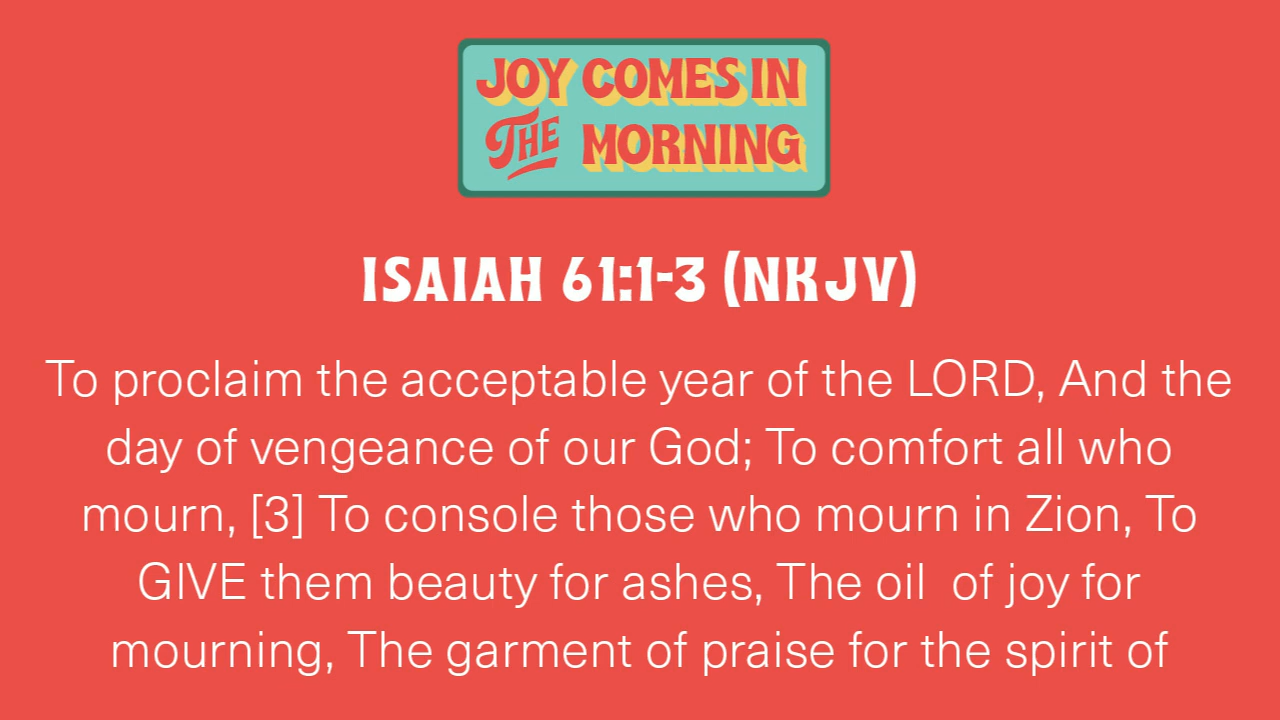 JOY COMES IN
THE MORNING
ISAIAH 61:1-3 (NKJV)
To proclaim the acceptable year of the LORD, And the
day of vengeance of our God; To comfort all who
mourn, [3] To console those who mourn in Zion, To
GIVE them beauty for ashes, The oil  of joy for
mourning, The garment of praise for the spirit of